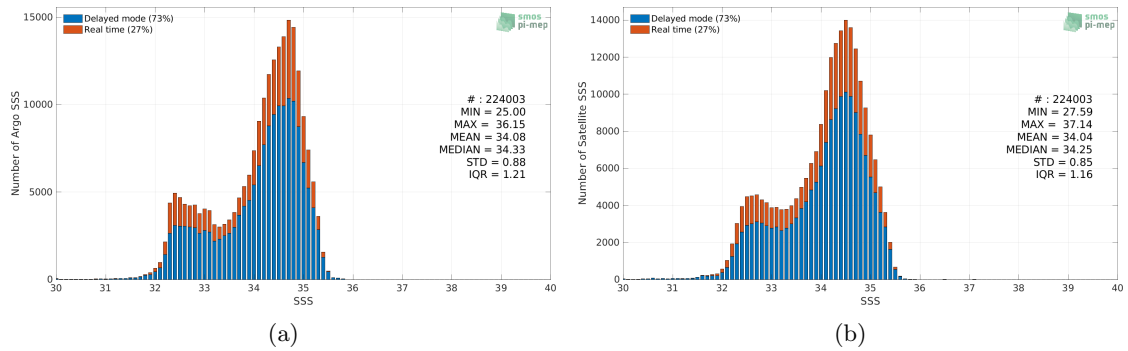 Delayed mode (73%)
Real time (27%)
smos
pi-mep
# : 224003
MIN = 25.00
MAX = 36.15
MEAN = 34.08
MEDIAN = 34.33
STD = 0.88
IQR = 1.21
Number of Argo SSS
15000
10000
5000
0
30 31 32 33 34 35 36 37 38 39 40
SSS
(a)
Delayed mode (73%)
Real time (27%)
smos
pi-mep
# : 224003
MIN = 27.59
MAX = 37.14
MEAN = 34.04
MEDIAN = 34.25
STD = 0.85
IQR = 1.16
Number of Satellite SSS
14000
12000
10000
8000
6000
4000
2000
0
30 31 32 33 34 35 36 37 38 39 40
SSS
(b)